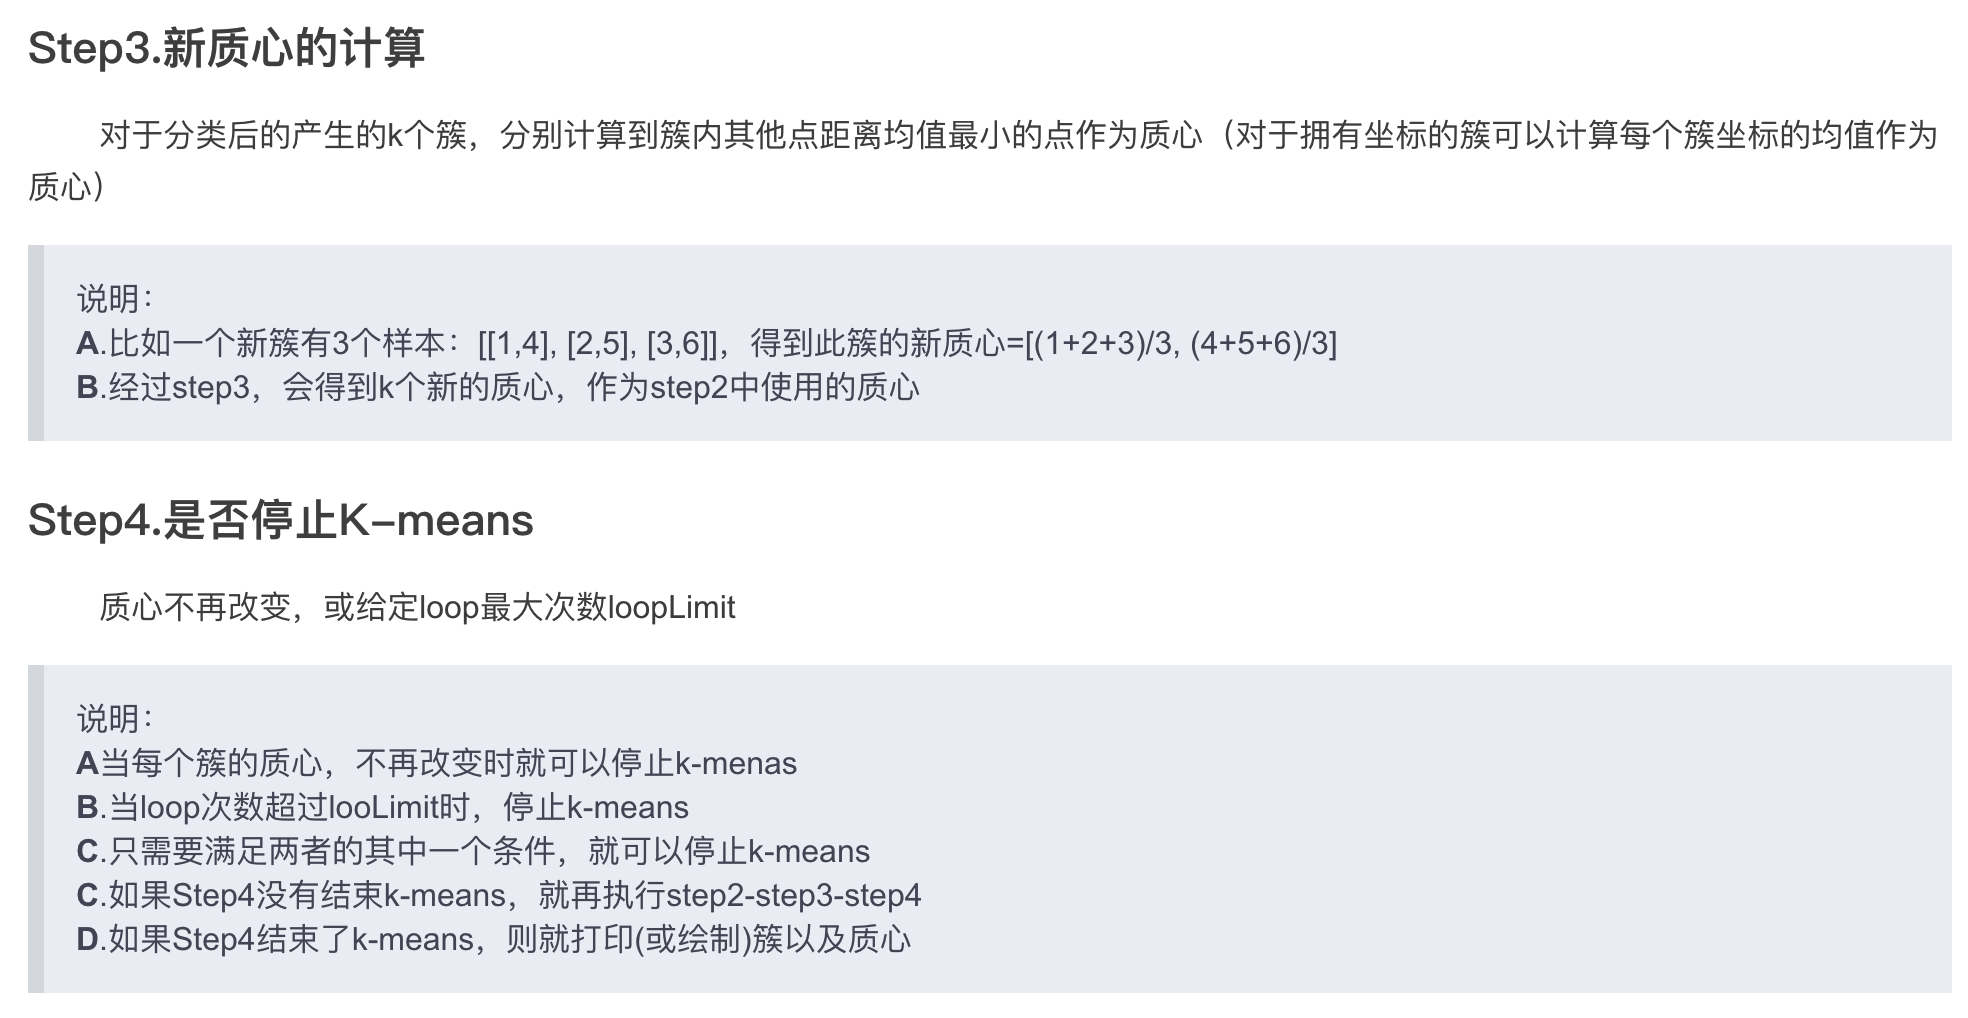 Step3.新质心的计算
对于分类后的产生的k个簇，分别计算到簇内其他点距离均值最小的点作为质心（对于拥有坐标的簇可以计算每个簇坐标的均值作为
质心）
说明：
A.比如一个新簇有3个样本：[[1,4], [2,5], [3,6]]，得到此簇的新质心=[(1+2+3)/3, (4+5+6)/3]
B.经过step3，会得到k个新的质心，作为step2中使用的质心
Step4.是否停止K-means
质心不再改变，或给定loop最大次数loopLimit
说明：
A当每个簇的质心，不再改变时就可以停止k-menas
B.当loop次数超过looLimit时，停止k-means
C.只需要满足两者的其中一个条件，就可以停止k-means
C.如果Step4没有结束k-means，就再执行step2-step3-step4
D.如果Step4结束了k-means，则就打印(或绘制)簇以及质心